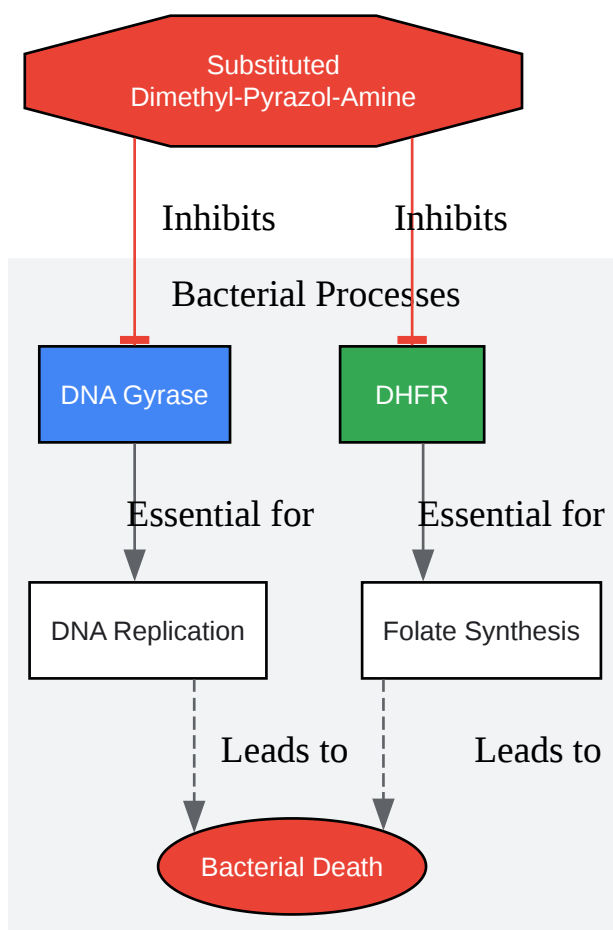 Substituted
Dimethyl-Pyrazol-Amine
Inhibits
Inhibits
Bacterial Processes
DNA Gyrase
DHFR
Essential for
Essential for
DNA Replication
Folate Synthesis
Leads to
Leads to
Bacterial Death